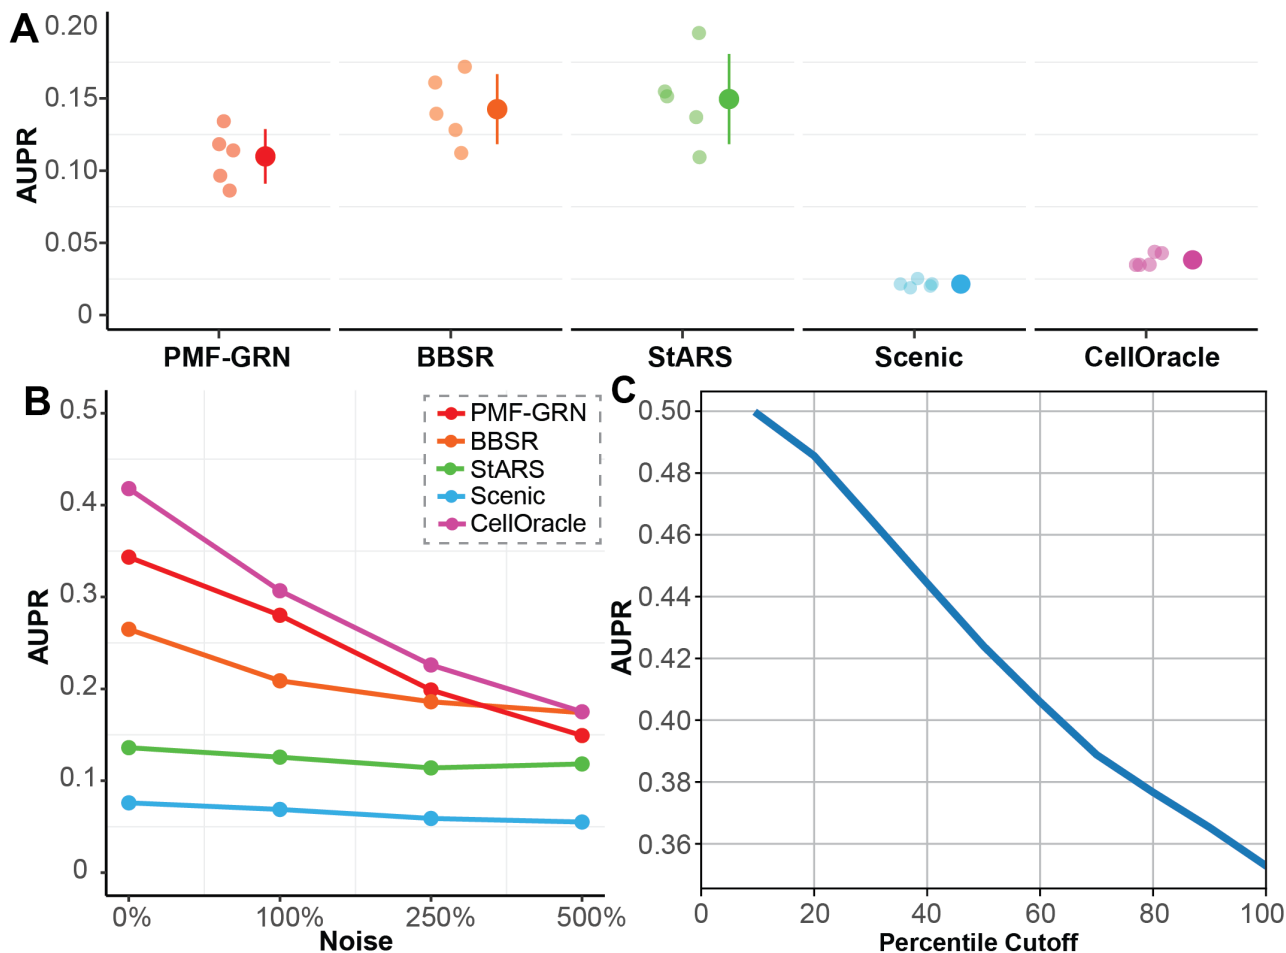 A
0.20
0.15
0.10
0.05
0
AUPR
PMF-GRN BBSR StARS Scenic CellOracle
B
0.5
0.4
0.3
0.2
0.1
0
AUPR
PMF-GRN
BBSR
StARS
Scenic
CellOracle
0% 100% 250% 500%
Noise
C
0.50
0.48
0.46
0.44
0.42
0.40
0.38
0.36
AUPR
0 20 40 60 80 100
Percentile Cutoff